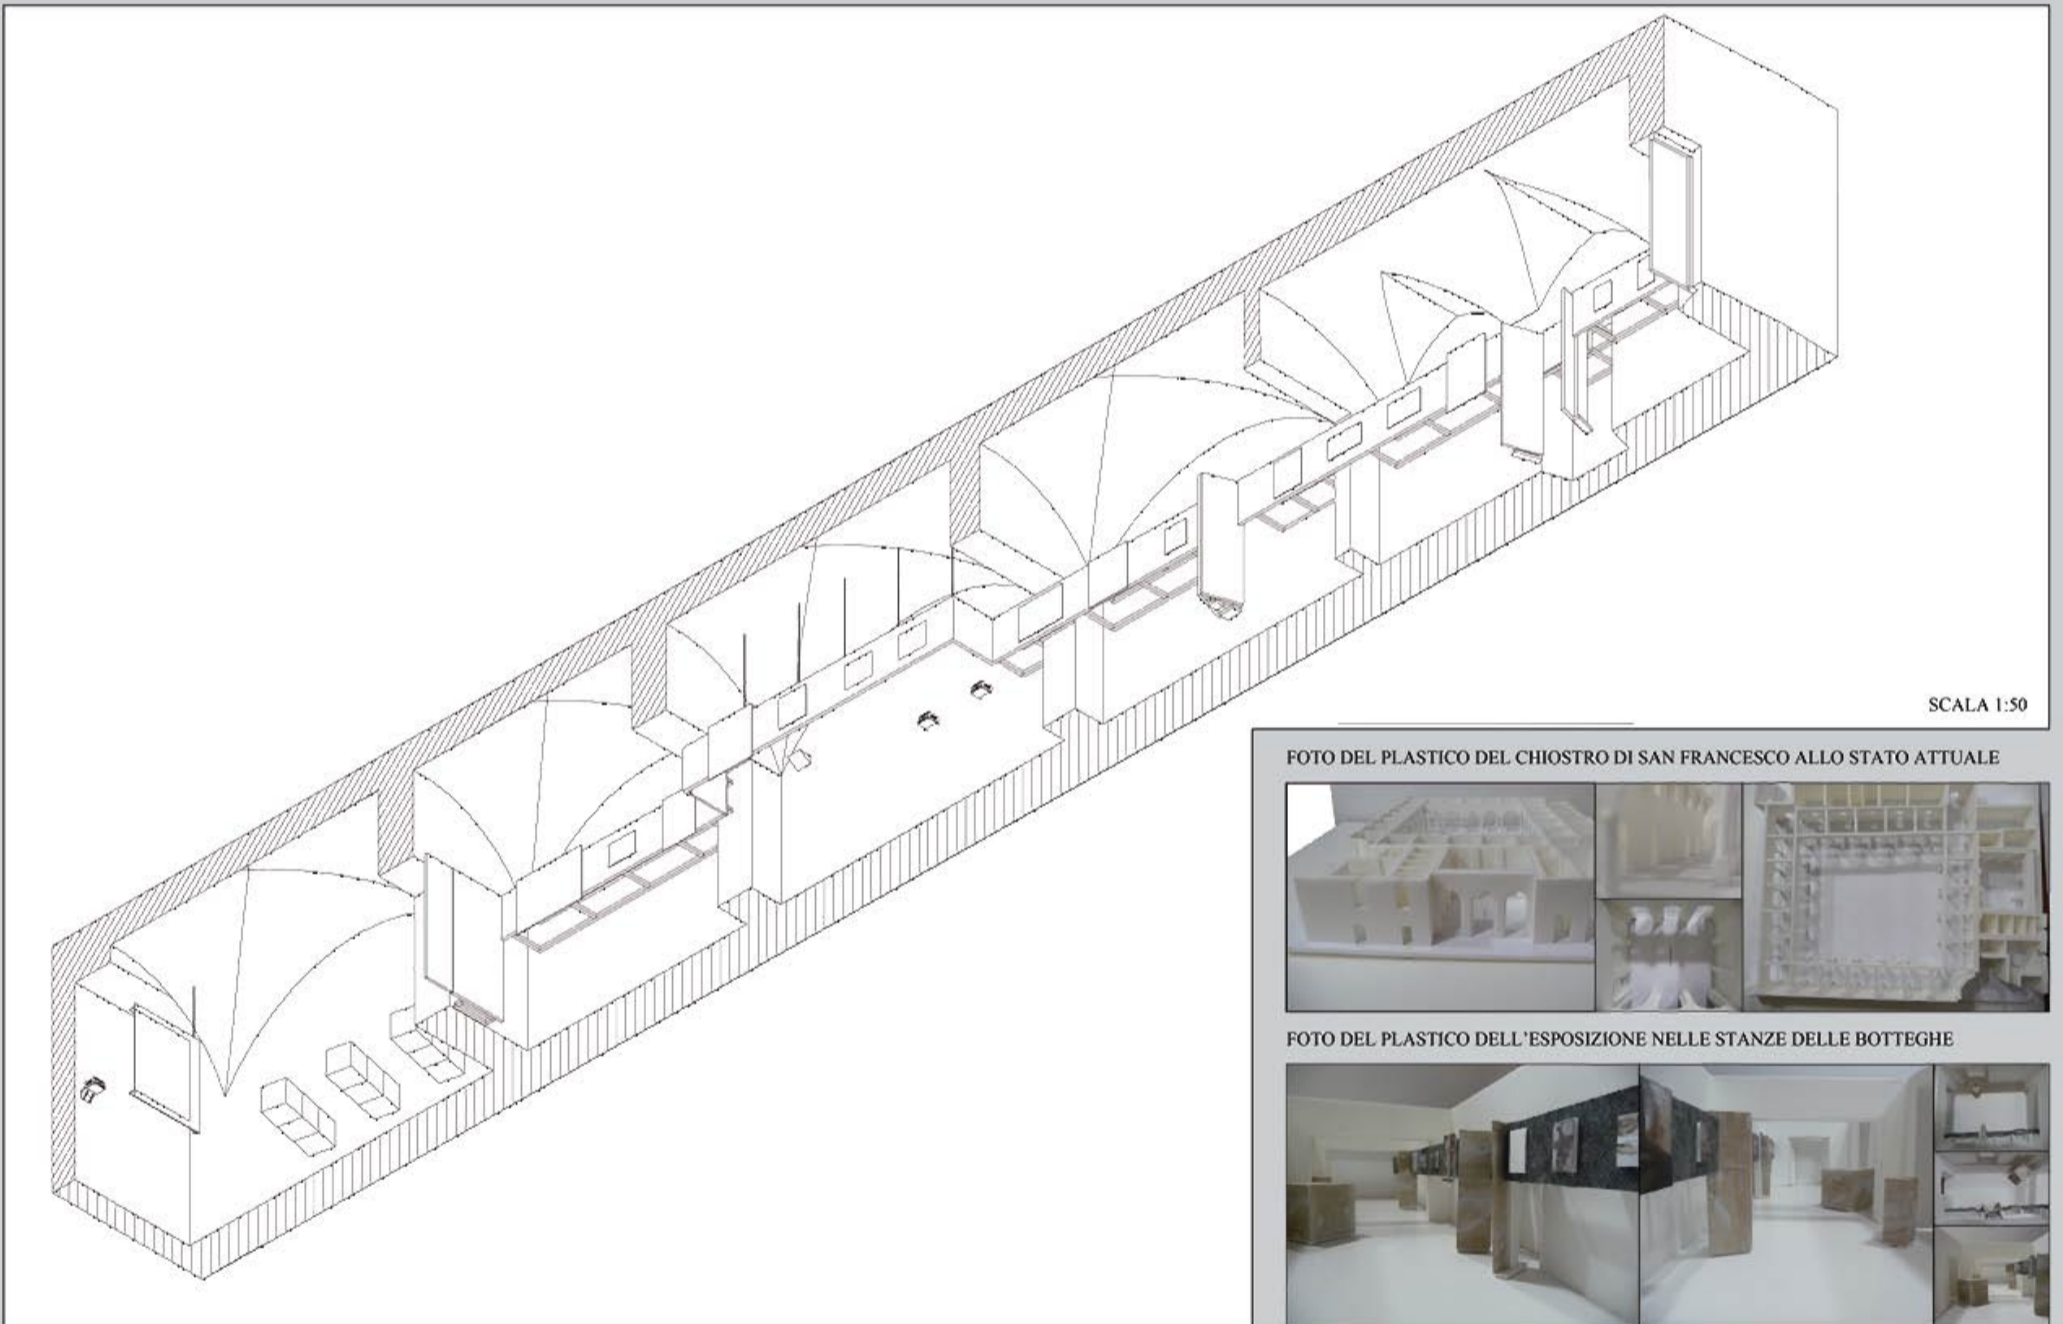 SCALA 1:50
FOTO DEL PLASTICO DEL CHIOSTRO DI SAN FRANCESCO ALLO STATO ATTUALE
FOTO DEL PLASTICO DELL'ESPOSIZIONE NELLE STANZE DELLE BOTTEGHE